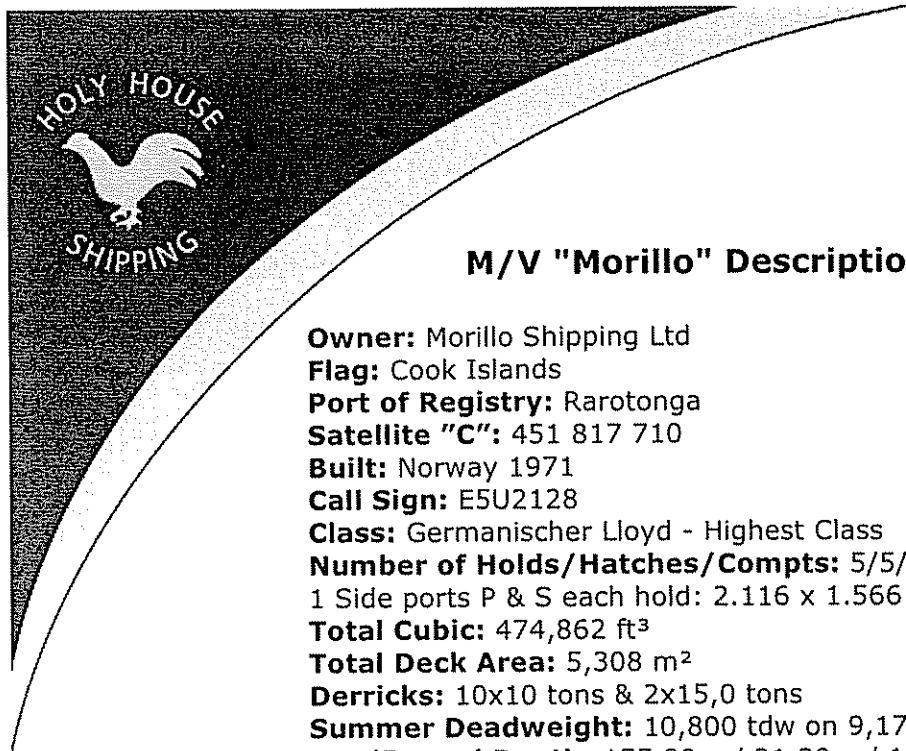 HOLY HOUSE
SHIPPING
M/V "Morillo" Descriptio
Owner: Morillo Shipping Ltd
Flag: Cook Islands
Port of Registry: Rarotonga
Satellite "C": 451 817 710
Built: Norway 1971
Call Sign: E5U2128
Class: Germanischer Lloyd - Highest Class
Number of Holds/Hatches/Compts: 5/5/
1 Side ports P & S each hold: 2.116 x 1.566
Total Cubic: 474,862 ft³
Total Deck Area: 5,308 m²
Derricks: 10x10 tons & 2x15,0 tons
Summer Deadweight: 10,800 tdw on 9,17